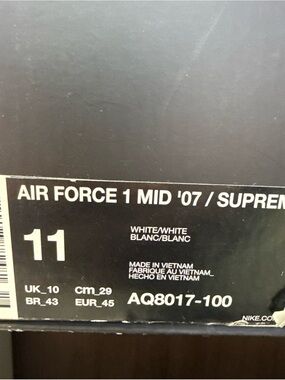 AIR FORCE 1 MID '07 / SUPREM
11
WHITE/WHITE
BLANC/BLANC
MADE IN VIETNAM
FABRIQUE AU VIETNAM_
HECHO EN VIETNAM
UK_10 cm_29
BR_43 EUR_45
AQ8017-100
NIKE.CO